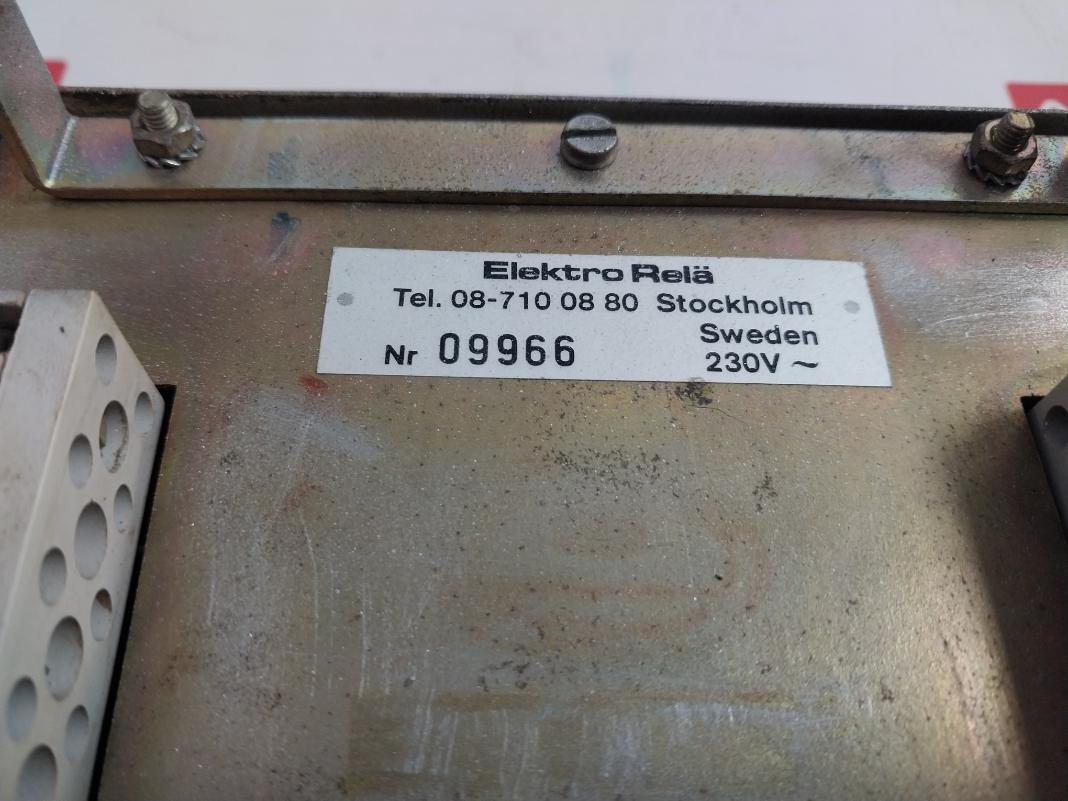 Elektro Relä
Tel. 08-710 08 80 Stockholm
Sweden
Nr 09966 230V ~